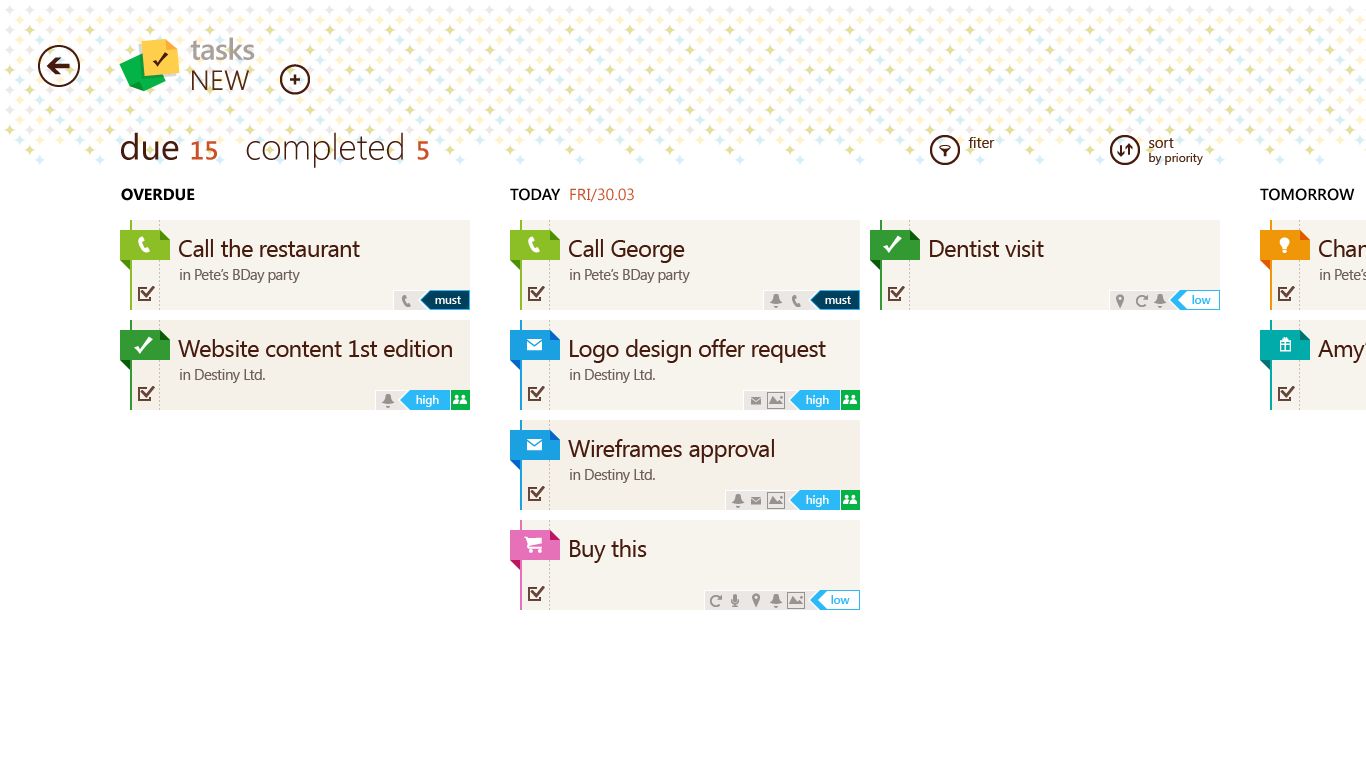 tasks
NEW
due 15 completed 5
fiter
sort
by priority
OVERDUE
Call the restaurant
in Pete's BDay party
must
Website content 1st edition
in Destiny Ltd.
high
TODAY FRI/30.03
Call George
in Pete's BDay party
must
Logo design offer request
in Destiny Ltd.
high
Wireframes approval
in Destiny Ltd.
high
Buy this
low
Dentist visit
low
TOMORROW
Char
in Pete's
Amy'